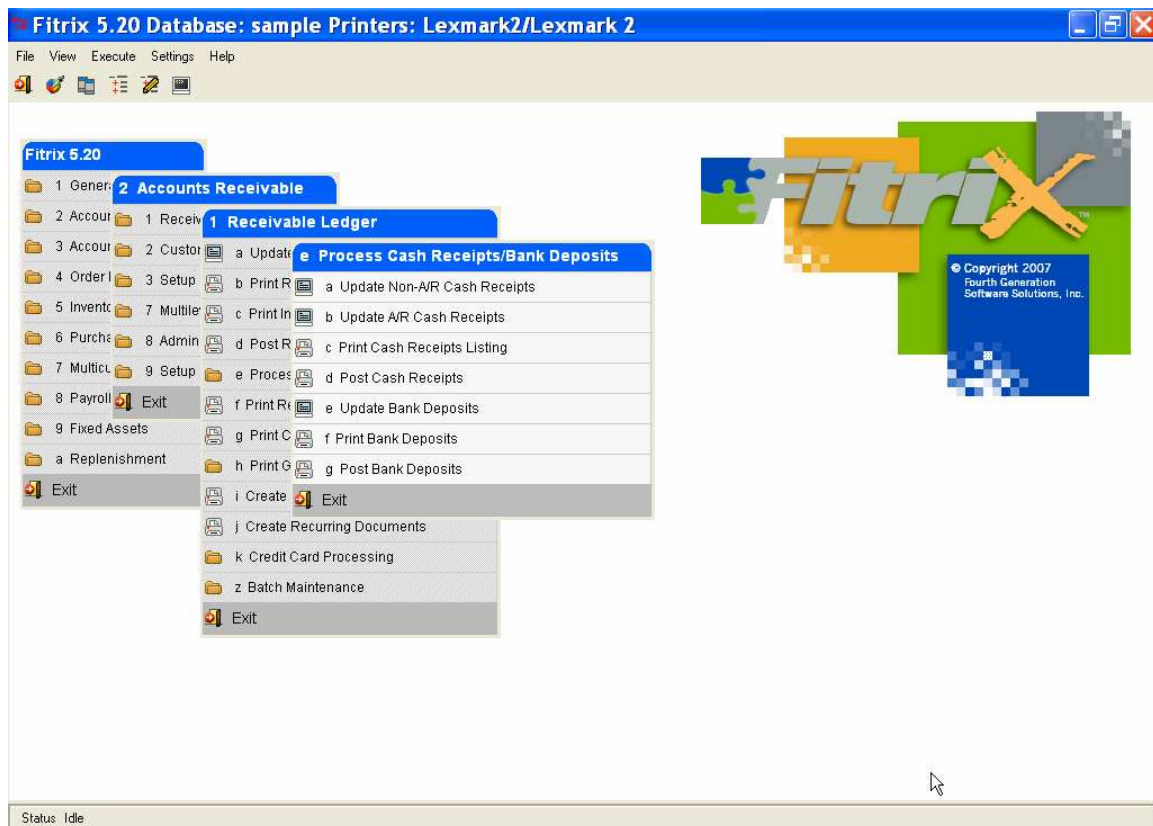 Fitrix 5.20 Database: sample Printers: Lexmark2/Lexmark 2
File View Execute Settings Help
Fitrix 5.20
1 Gener
2 Accour
3 Accour
4 Order
5 Invent
6 Purcha
7 Multicu
8 Payroll
9 Fixed Assets
a Replenishment
Exit
2 Accounts Receivable
1 Receiv
2 Custor
3 Setup
7 Multile
8 Admin
9 Setup
Exit
1 Receivable Ledger
a Update
b Print R
c Print In
d Post R
e Proces
f Print Re
g Print C
h Print G
i Create
j Create Recurring Documents
k Credit Card Processing
z Batch Maintenance
Exit
e Process Cash Receipts/Bank Deposits
a Update Non-A/R Cash Receipts
b Update A/R Cash Receipts
c Print Cash Receipts Listing
d Post Cash Receipts
e Update Bank Deposits
f Print Bank Deposits
g Post Bank Deposits
Exit
FitriX™
© Copyright 2007
Fourth Generation
Software Solutions, Inc.
Status Idle